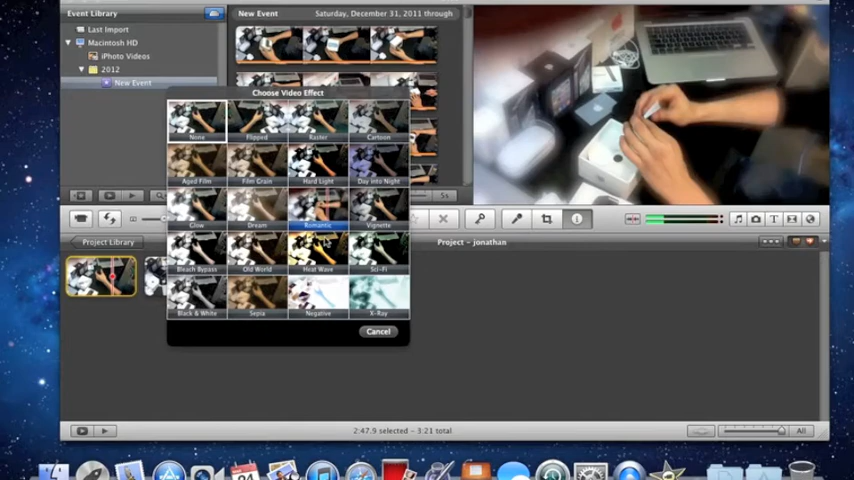 Event Library
New Event
Saturday, December 31, 2011 through
Last Import
Macintosh HD
iPhoto Videos
2012
New Event
Choose Video Effect
None
Flipped
Raster
Cartoon
Aged Film
Film Grain
Hard Light
Day into Night
Glow
Dream
Romantic
Vignette
Bleach Bypass
Old World
Heat Wave
Sci-Fi
Black & White
Sepia
Negative
X-Ray
Cancel
5s
Project Library
Project - jonathan
2:47.9 selected - 3:21 total
All
24